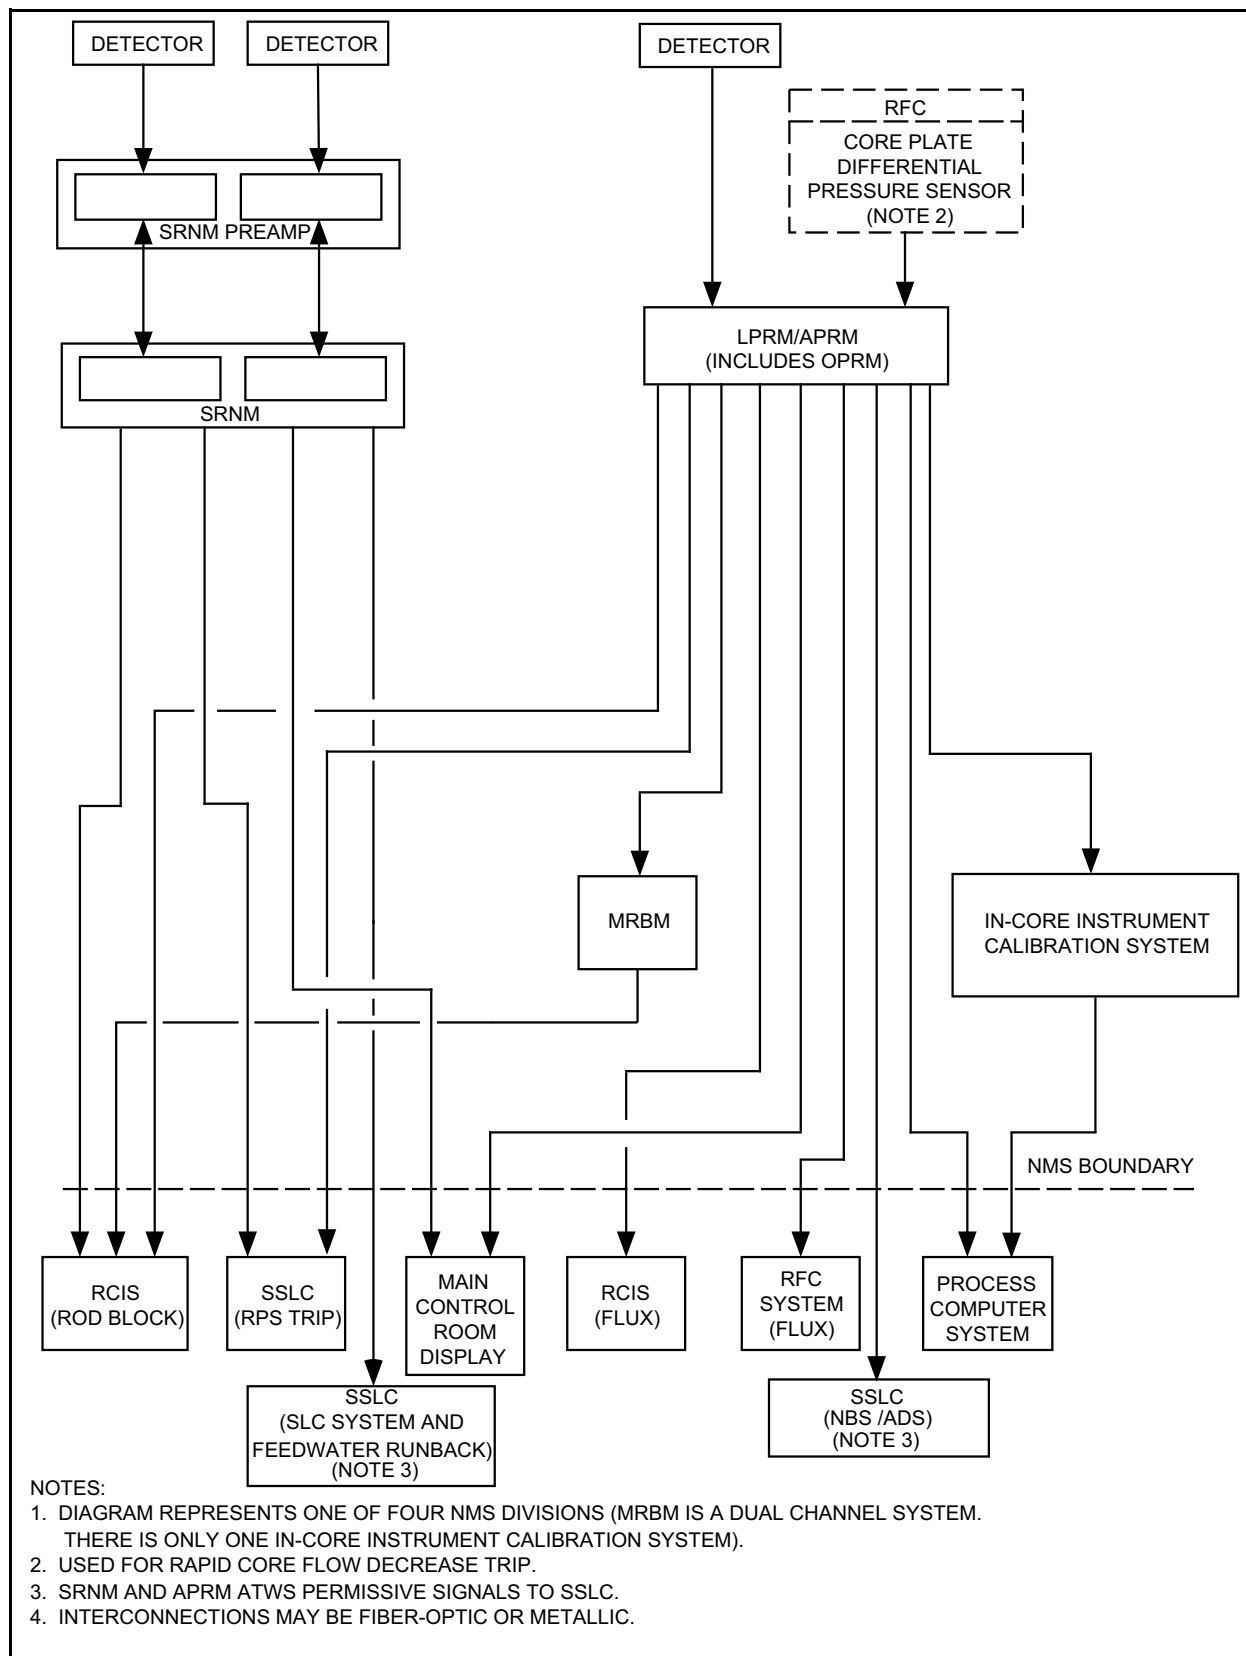 DETECTOR
DETECTOR
DETECTOR
RFC
CORE PLATE
DIFFERENTIAL
PRESSURE SENSOR
(NOTE 2)
SRNM PREAMP
LPRM/APRM
(INCLUDES OPRM)
SRNM
MRBM
IN-CORE INSTRUMENT
CALIBRATION SYSTEM
NMS BOUNDARY
RCIS
(ROD BLOCK)
SSLC
(RPS TRIP)
MAIN
CONTROL
ROOM
DISPLAY
RCIS
(FLUX)
RFC
SYSTEM
(FLUX)
PROCESS
COMPUTER
SYSTEM
SSLC
(SLC SYSTEM AND
FEEDWATER RUNBACK)
(NOTE 3)
SSLC
(NBS /ADS)
(NOTE 3)
NOTES:
1. DIAGRAM REPRESENTS ONE OF FOUR NMS DIVISIONS (MRBM IS A DUAL CHANNEL SYSTEM.
THERE IS ONLY ONE IN-CORE INSTRUMENT CALIBRATION SYSTEM).
2. USED FOR RAPID CORE FLOW DECREASE TRIP.
3. SRNM AND APRM ATWS PERMISSIVE SIGNALS TO SSLC.
4. INTERCONNECTIONS MAY BE FIBER-OPTIC OR METALLIC.